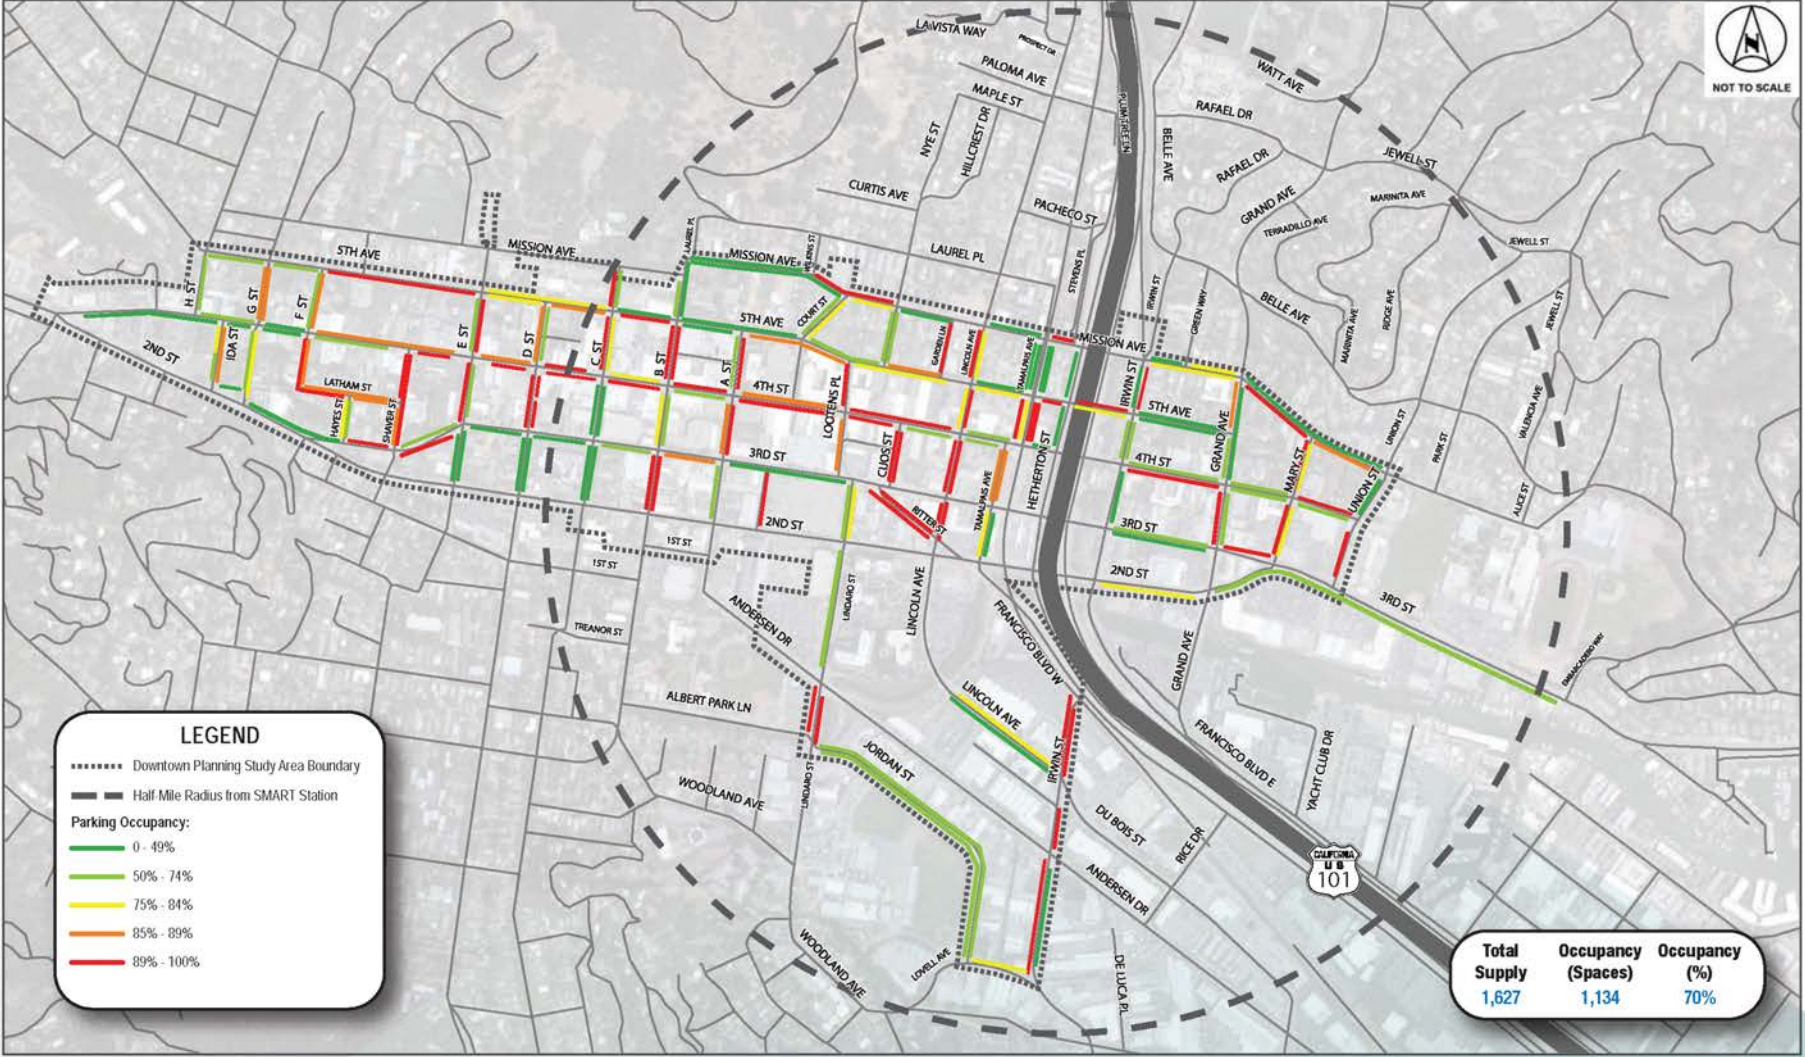 N
NOT TO SCALE
LA VISTA WAY
PROSPECT DR
PALOMA AVE
MAPLE ST
WATT AVE
RAFAEL DR
PLUMTREE LN
NYE ST
HILLCREST DR
BELLE AVE
RAFAEL DR
JEWELL ST
CURTIS AVE
PACHECO ST
GRAND AVE
MARINITA AVE
TERRADILLO AVE
JEWELL ST
5TH AVE
MISSION AVE
LAUREL PL
MISSION AVE
WILKINS ST
LAUREL PL
STEVENS PL
IRWIN ST
GREEN WAY
BELLE AVE
MARINITA AVE
RIDGE AVE
JEWELL ST
H ST
G ST
F ST
E ST
D ST
C ST
B ST
A ST
5TH AVE
COURT ST
GARDEN LN
LINCOLN AVE
TAMALPAIS AVE
MISSION AVE
2ND ST
IDA ST
LATHAM ST
HAYES ST
SHAVER ST
4TH ST
LOOTENS PL
IRWIN ST
5TH AVE
GRAND AVE
UNION ST
PARK ST
VALENCIA AVE
3RD ST
CIJOS ST
HETHERTON ST
4TH ST
MARY ST
UNION ST
ALICE ST
2ND ST
RITTER ST
TAMALPAIS AVE
3RD ST
1ST ST
1ST ST
2ND ST
3RD ST
TREANOR ST
ANDERSEN DR
LINDARO ST
LINCOLN AVE
FRANCISCO BLVD W
GRAND AVE
EMBARCADERO WAY
ALBERT PARK LN
LINCOLN AVE
JORDAN ST
IRWIN ST
FRANCISCO BLVD E
YACHT CLUB DR
WOODLAND AVE
LINDARO ST
DU BOIS ST
RICE DR
ANDERSEN DR
CALIFORNIA
U S
101
WOODLAND AVE
LOVELL AVE
DE LUCA PL
LEGEND
Downtown Planning Study Area Boundary
Half-Mile Radius from SMART Station
Parking Occupancy:
0 - 49%
50% - 74%
75% - 84%
85% - 89%
89% - 100%
Total Supply
1,627
Occupancy (Spaces)
1,134
Occupancy (%)
70%